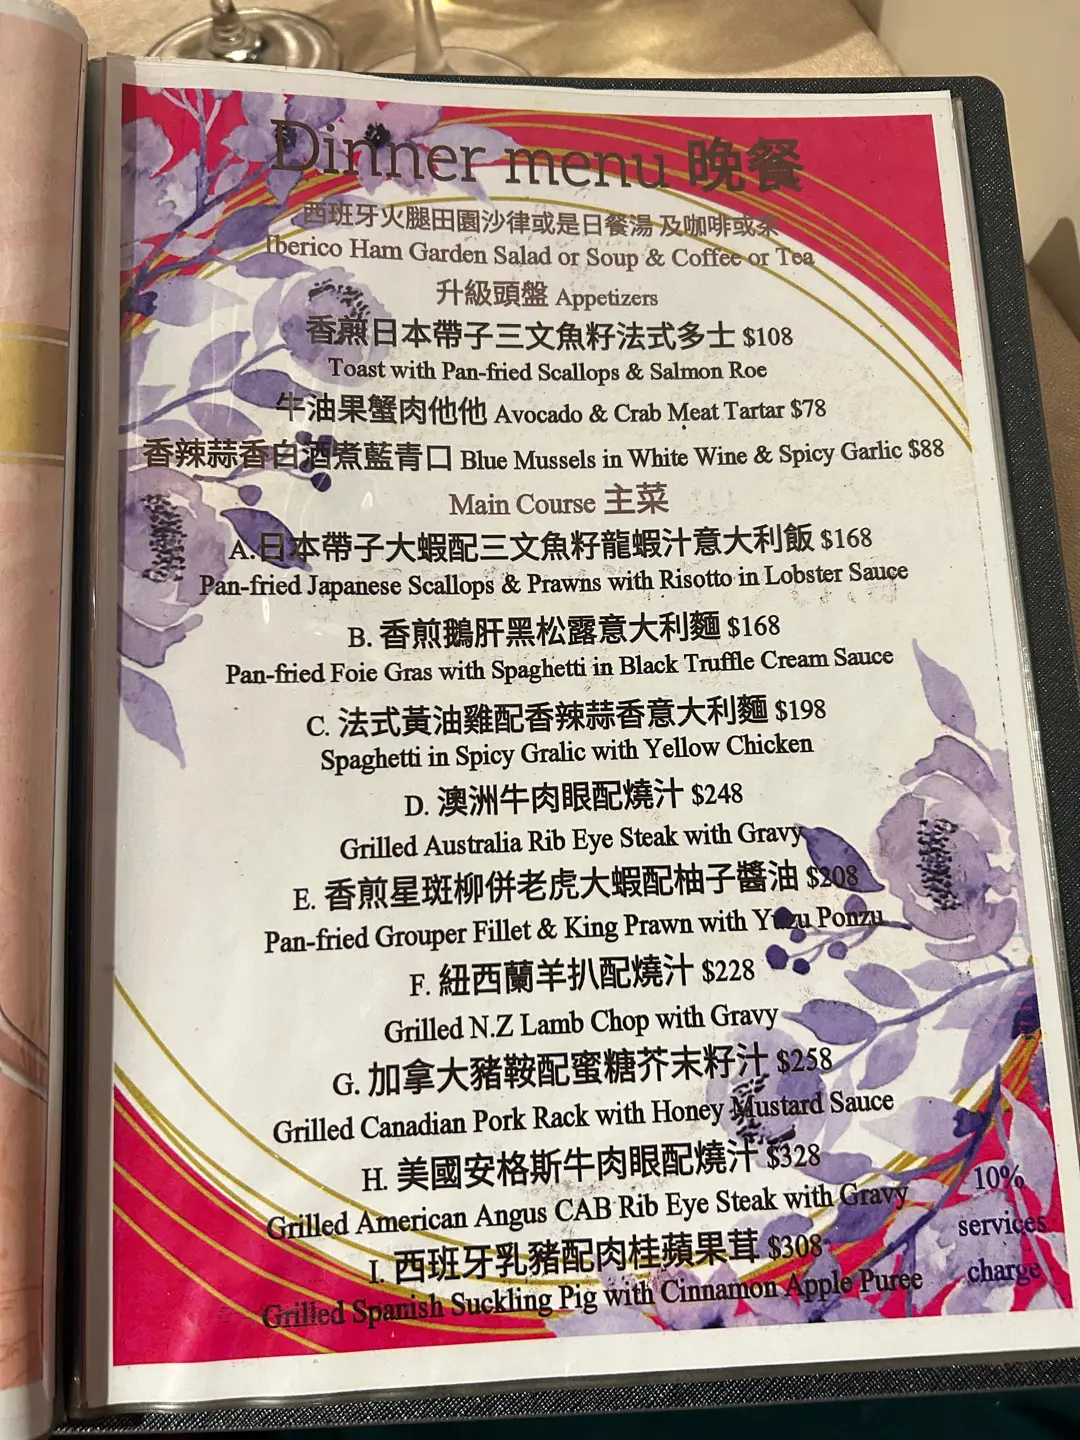 Dinner menu 晚餐
西班牙火腿田園沙律或是日餐湯 及咖啡或茶
Iberico Ham Garden Salad or Soup & Coffee or Tea
升級頭盤 Appetizers
香煎日本帶子三文魚籽法式多士 $108
Toast with Pan-fried Scallops & Salmon Roe
牛油果蟹肉他他 Avocado & Crab Meat Tartar $78
香辣蒜香白酒煮藍青口 Blue Mussels in White Wine & Spicy Garlic $88
Main Course 主菜
A.日本帶子大蝦配三文魚籽龍蝦汁意大利飯 $168
Pan-fried Japanese Scallops & Prawns with Risotto in Lobster Sauce
B. 香煎鵝肝黑松露意大利麵 $168
Pan-fried Foie Gras with Spaghetti in Black Truffle Cream Sauce
C. 法式黃油雞配香辣蒜香意大利麵 $198
Spaghetti in Spicy Gralic with Yellow Chicken
D. 澳洲牛肉眼配燒汁 $248
Grilled Australia Rib Eye Steak with Gravy
E. 香煎星斑柳併老虎大蝦配柚子醬油 $208
Pan-fried Grouper Fillet & King Prawn with Yuzu Ponzu
F. 紐西蘭羊扒配燒汁 $228
Grilled N.Z Lamb Chop with Gravy
G. 加拿大豬鞍配蜜糖芥末籽汁 $258
Grilled Canadian Pork Rack with Honey Mustard Sauce
H. 美國安格斯牛肉眼配燒汁 $328
Grilled American Angus CAB Rib Eye Steak with Gravy
I. 西班牙乳豬配肉桂蘋果茸 $308
Grilled Spanish Suckling Pig with Cinnamon Apple Puree
10%
services
charge